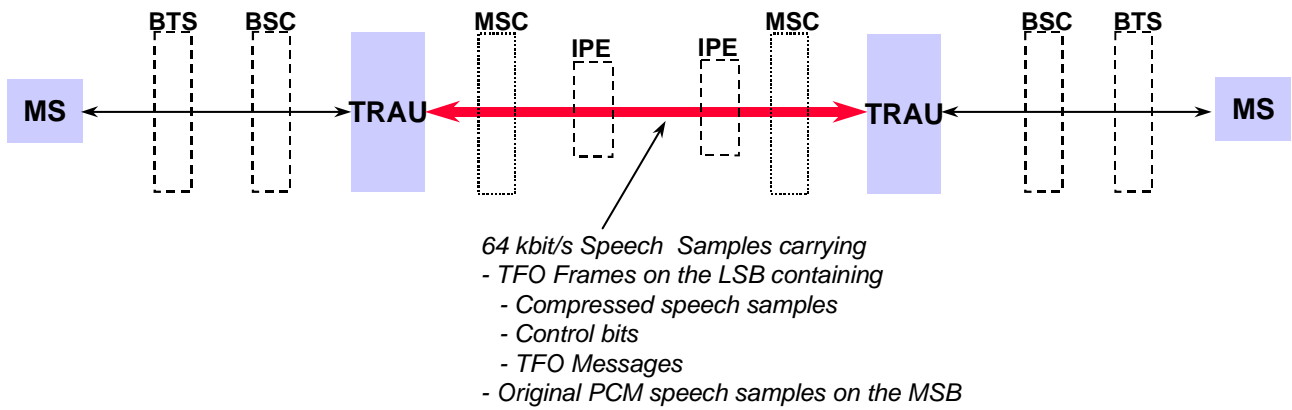 BTS BSC MSC IPE IPE MSC BSC BTS
MS TRAU TRAU MS
64 kbit/s Speech Samples carrying
- TFO Frames on the LSB containing
- Compressed speech samples
- Control bits
- TFO Messages
- Original PCM speech samples on the MSB